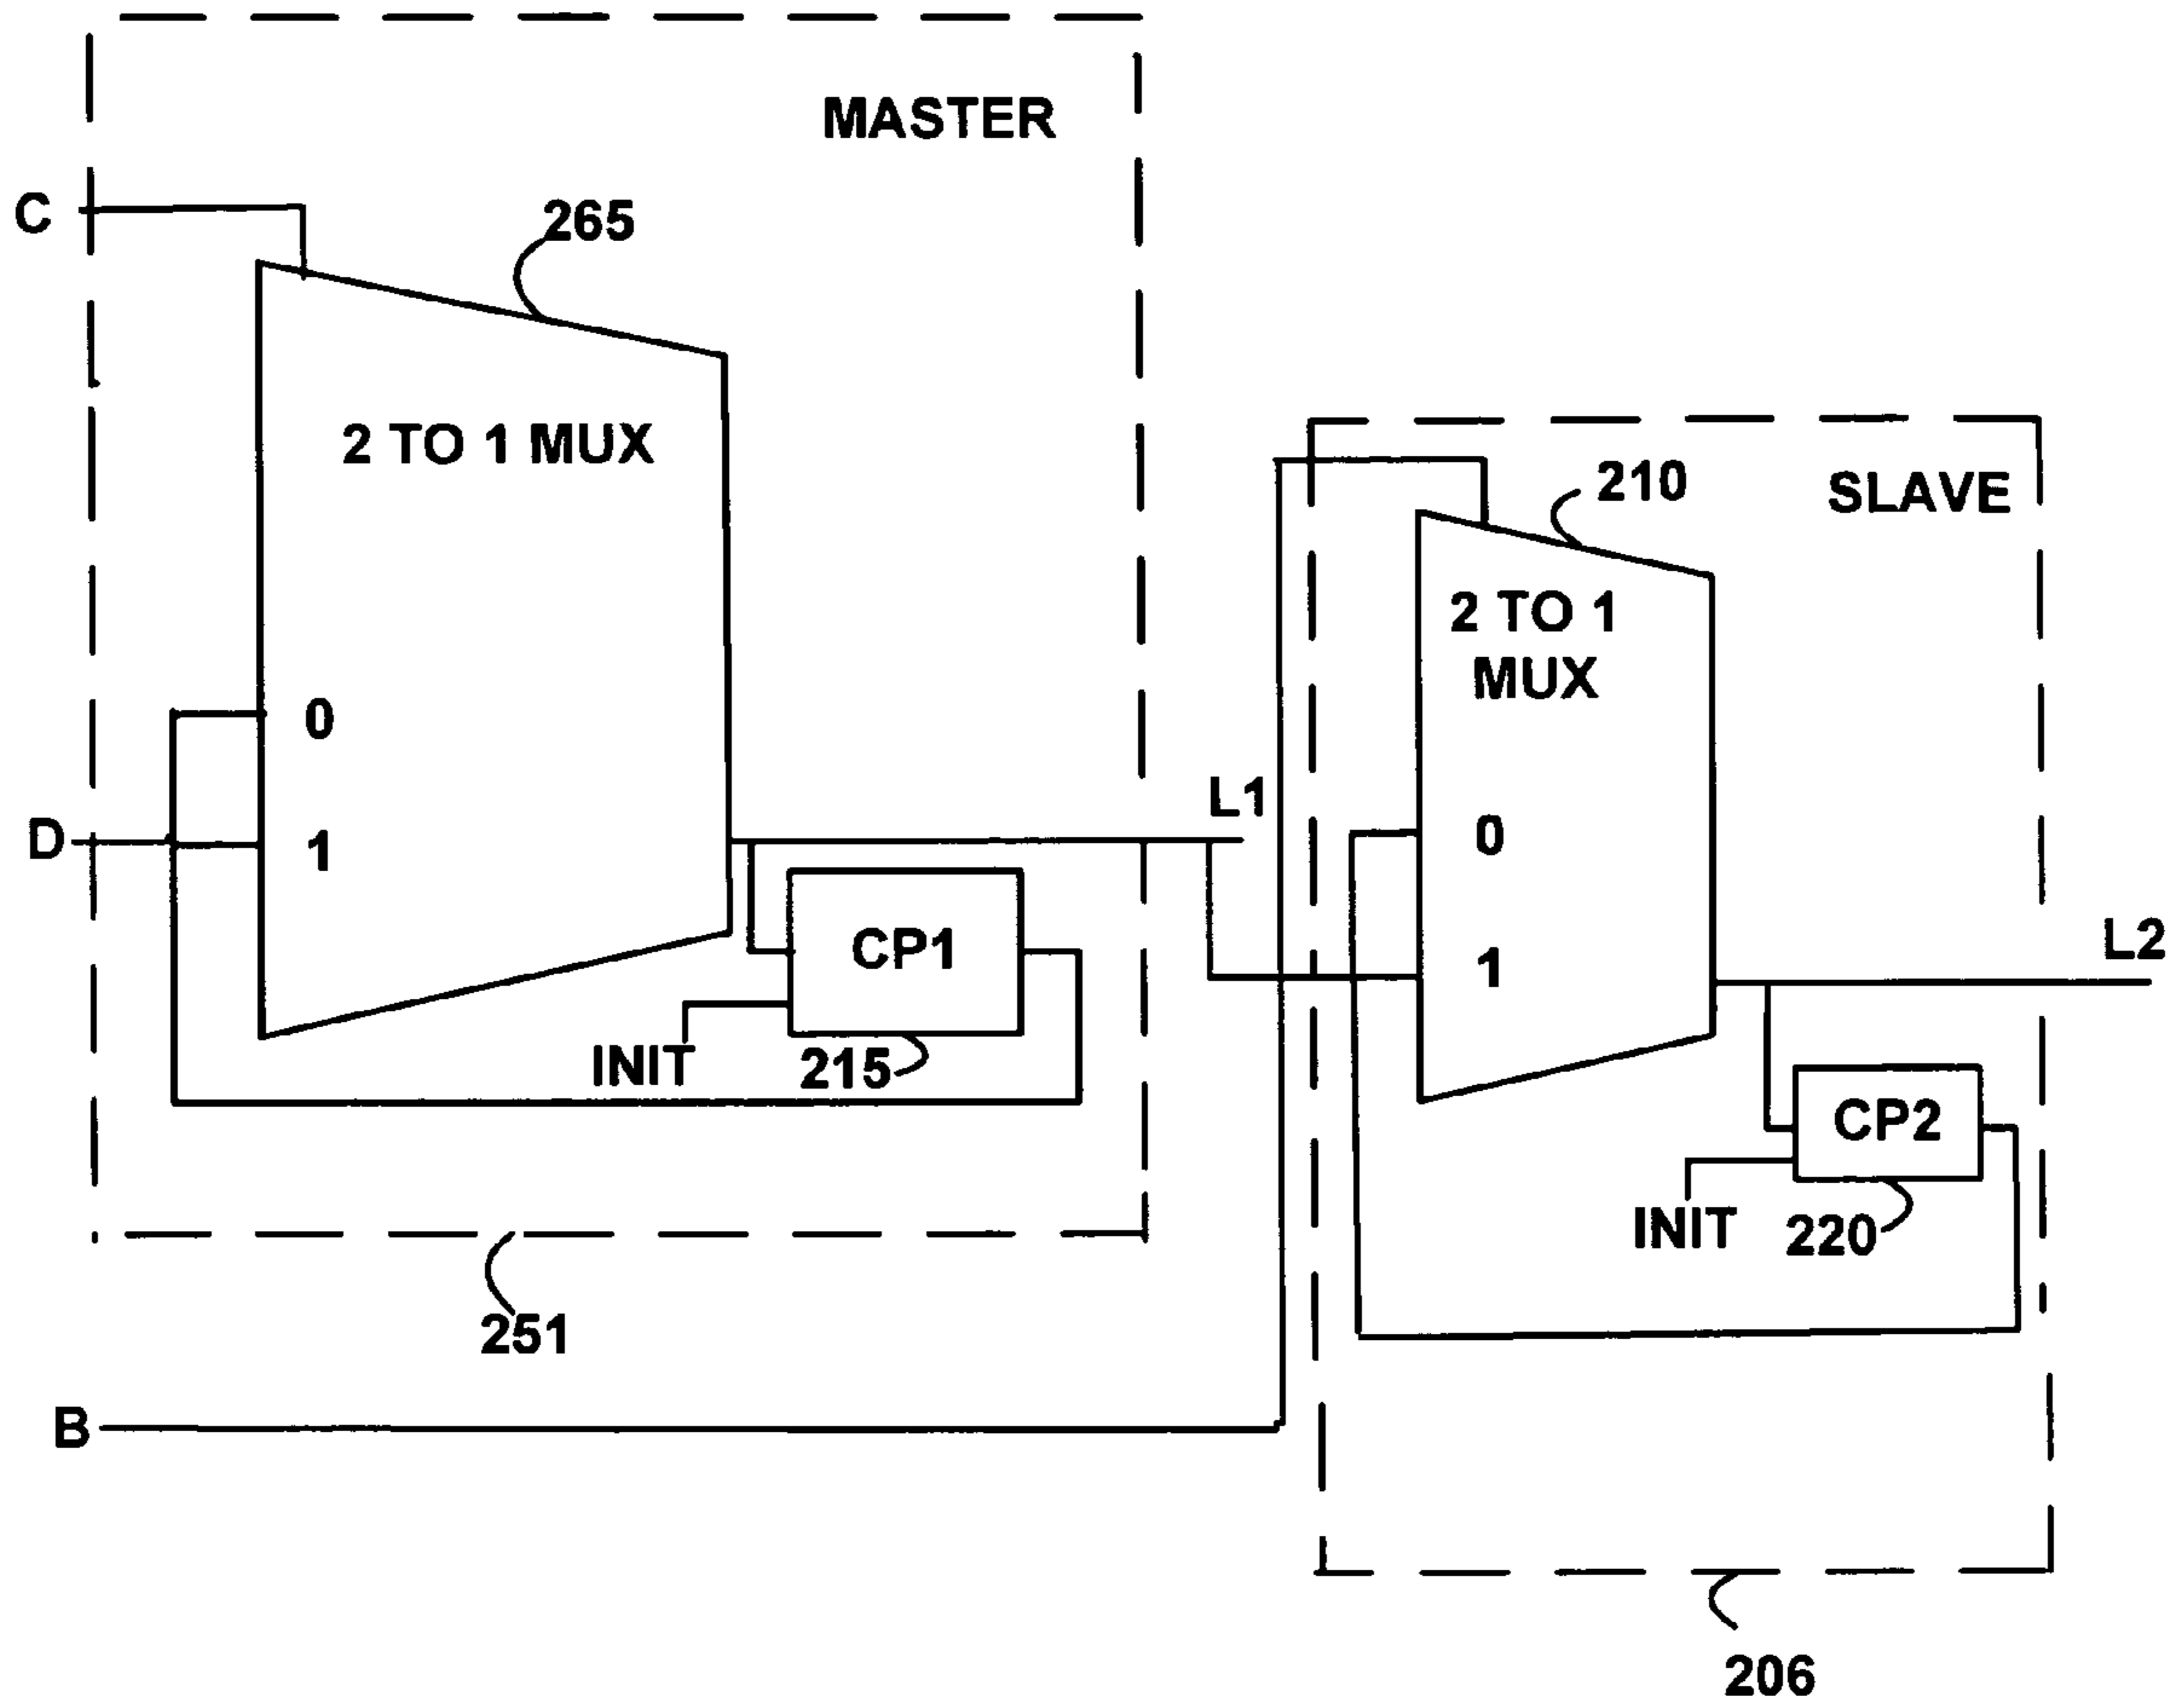 MASTER
C
265
2 TO 1 MUX
210
SLAVE
2 TO 1
MUX
0
L1
D
1
0
CP1
1
L2
INIT
215
CP2
INIT
220
251
B
206